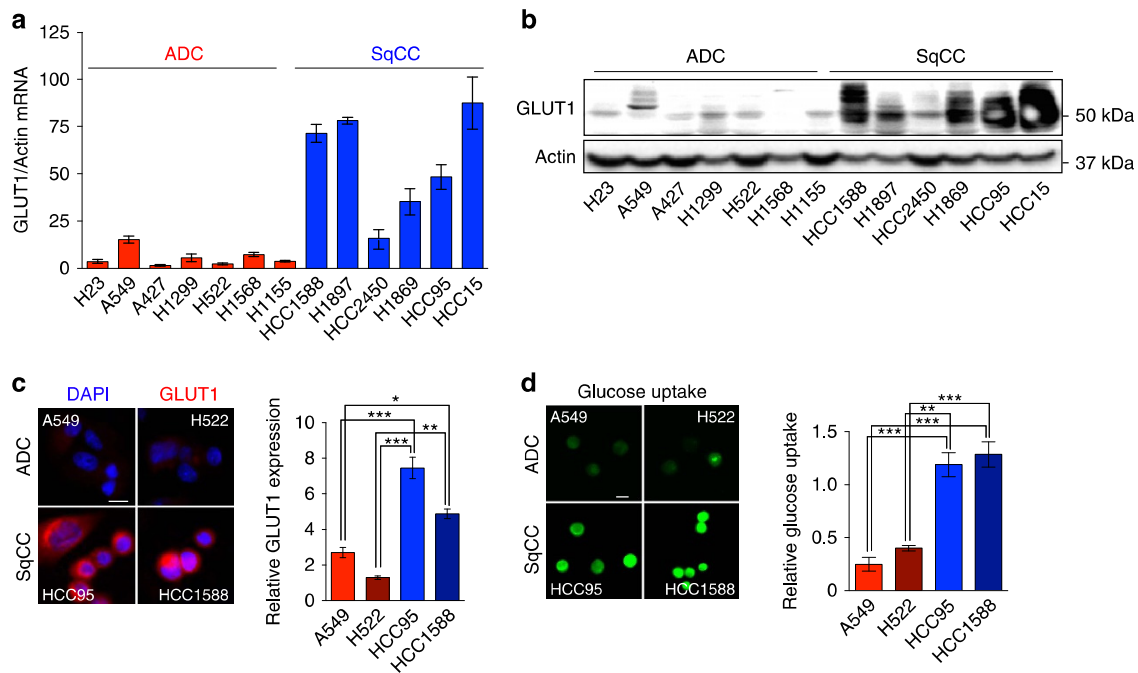 a
ADC SqCC
GLUT1/Actin mRNA
125
100
75
50
25
0
H23 A549 A427 H1299 H522 H1568 H1155 HCC1588 H1897 HCC2450 H1869 HCC95 HCC15
b
ADC SqCC
GLUT1
50 kDa
Actin
37 kDa
H23 A549 A427 H1299 H522 H1568 H1155 HCC1588 H1897 HCC2450 H1869 HCC95 HCC15
c
DAPI GLUT1
ADC
A549 H522
SqCC
HCC95 HCC1588
Relative GLUT1 expression
10
8
6
4
2
0
*
***
**
***
A549 H522 HCC95 HCC1588
d
Glucose uptake
ADC
A549 H522
SqCC
HCC95 HCC1588
Relative glucose uptake
1.5
1.0
0.5
0
***
**
***
***
A549 H522 HCC95 HCC1588